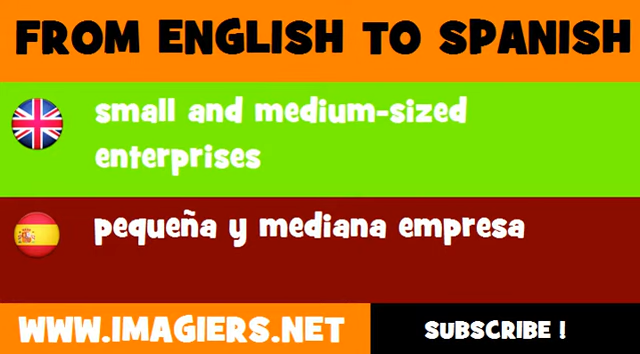 FROM ENGLISH TO SPANISH
small and medium-sized
enterprises
pequeña y mediana empresa
WWW.IMAGIERS.NET
SUBSCRIBE !